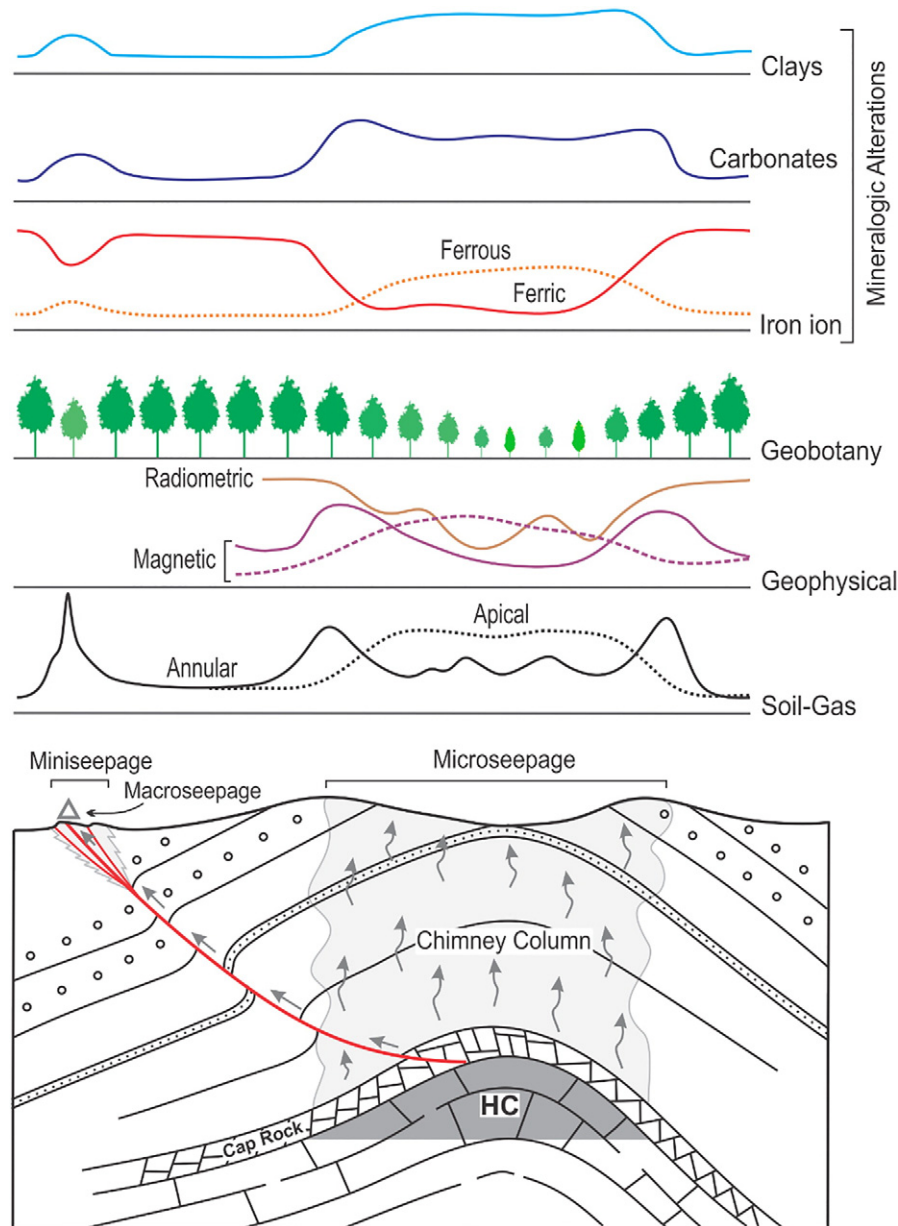 Clays
Carbonates
Mineralogic Alterations
Ferrous
Ferric
Iron ion
Geobotany
Radiometric
Magnetic
Geophysical
Apical
Annular
Soil-Gas
Miniseepage
Microseepage
Macroseepage
Chimney Column
HC
Cap Rock